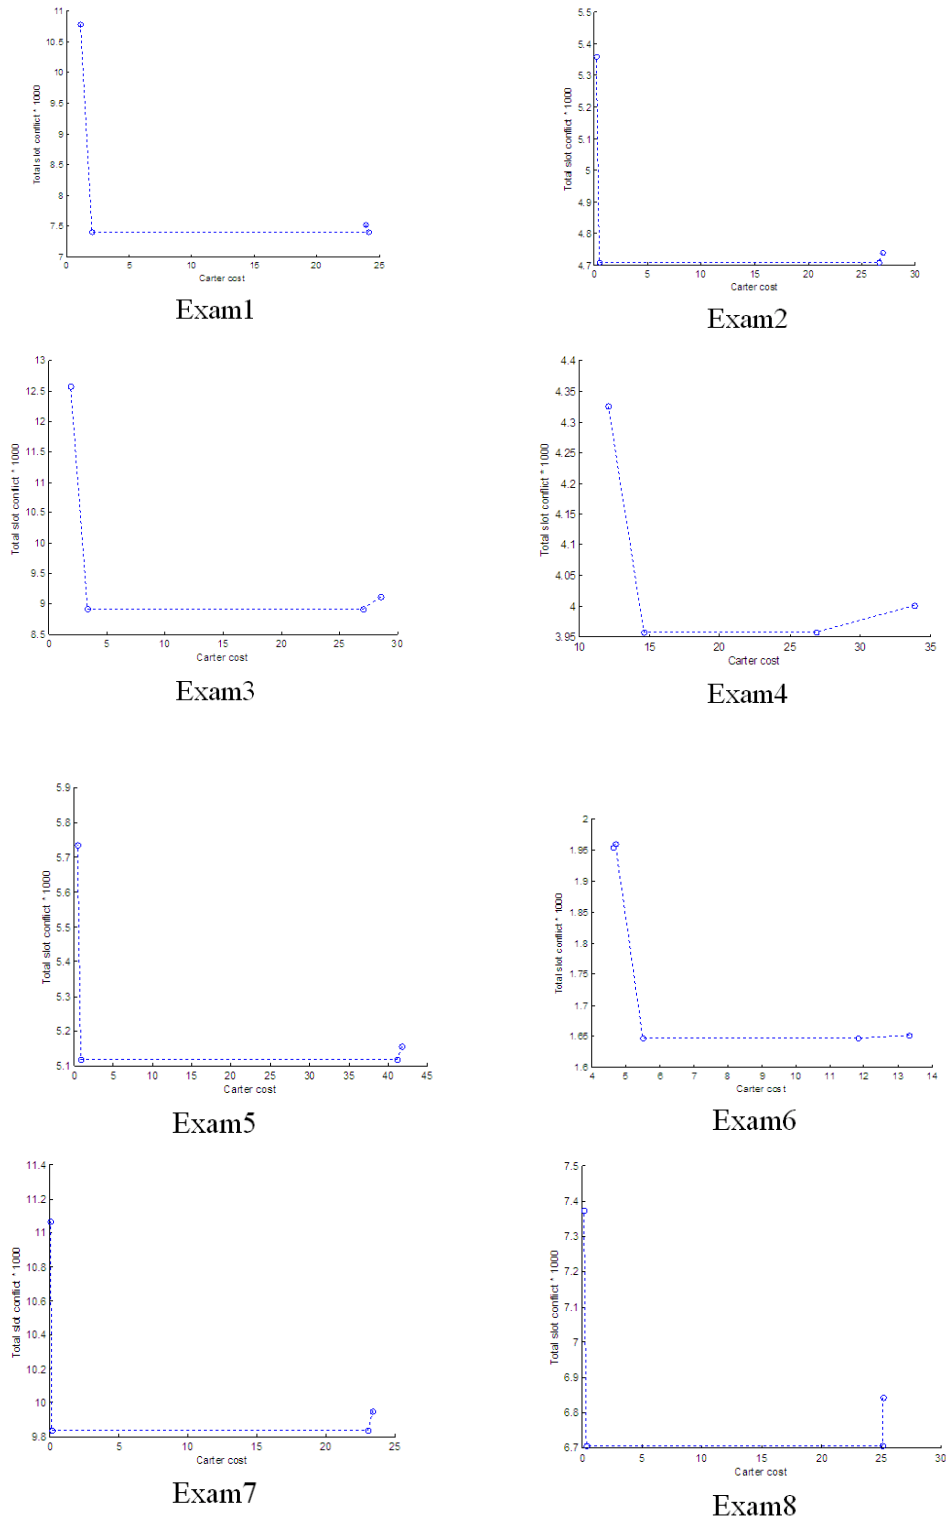 11
10.5
10
9.5
9
8.5
8
7.5
7
Total slot conflict * 1000
0 5 10 15 20 25
Carter cost
Exam1
5.5
5.4
5.3
5.2
5.1
5
4.9
4.8
4.7
Total slot conflict * 1000
0 5 10 15 20 25 30
Carter cost
Exam2
13
12.5
12
11.5
11
10.5
10
9.5
9
8.5
Total slot conflict * 1000
0 5 10 15 20 25 30
Carter cost
Exam3
4.4
4.35
4.3
4.25
4.2
4.15
4.1
4.05
4
3.95
Total slot conflict * 1000
10 15 20 25 30 35
Carter cost
Exam4
5.9
5.8
5.7
5.6
5.5
5.4
5.3
5.2
5.1
Total slot conflict * 1000
0 5 10 15 20 25 30 35 40 45
Carter cost
Exam5
2
1.95
1.9
1.85
1.8
1.75
1.7
1.65
1.6
Total slot conflict * 1000
4 5 6 7 8 9 10 11 12 13 14
Carter cost
Exam6
11.4
11.2
11
10.8
10.6
10.4
10.2
10
9.8
Total slot conflict * 1000
0 5 10 15 20 25
Carter cost
Exam7
7.5
7.4
7.3
7.2
7.1
7
6.9
6.8
6.7
Total slot conflict * 1000
0 5 10 15 20 25 30
Carter cost
Exam8